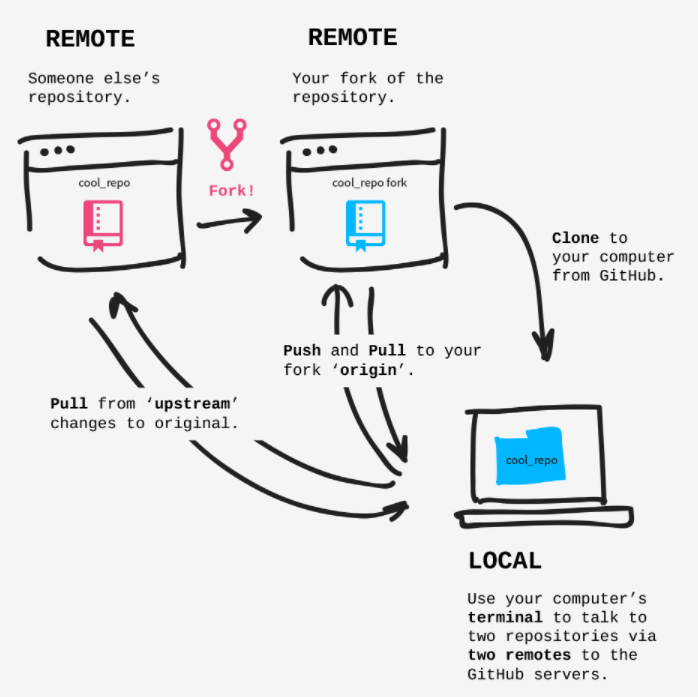 REMOTE
Someone else’s
repository.
REMOTE
Your fork of the
repository.
cool_repo
Fork!
cool_repo fork
Clone to
your computer
from GitHub.
Push and Pull to your
fork ‘origin’.
Pull from ‘upstream’
changes to original.
cool_repo
LOCAL
Use your computer’s
terminal to talk to
two repositories via
two remotes to the
GitHub servers.